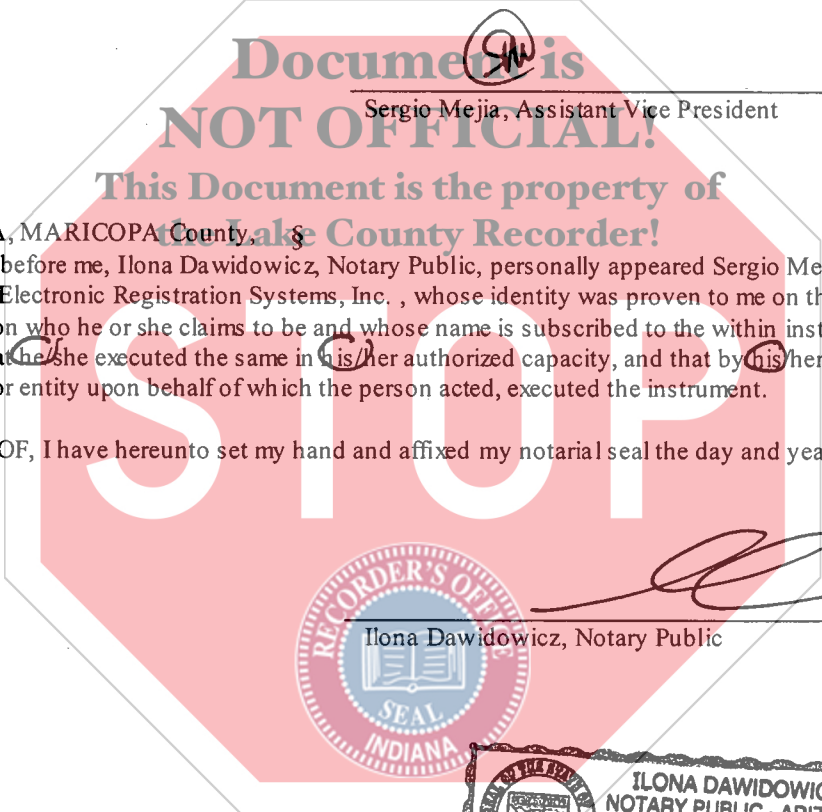 Document is
NOT OFFICIAL!
Sergio Mejia, Assistant Vice President
This Document is the property of
the Lake County Recorder!
, MARICOPA County, §
before me, Ilona Dawidowicz, Notary Public, personally appeared Sergio Me
Electronic Registration Systems, Inc. , whose identity was proven to me on th
on who he or she claims to be and whose name is subscribed to the within inst
he/she executed the same in his/her authorized capacity, and that by his/her
or entity upon behalf of which the person acted, executed the instrument.
OF, I have hereunto set my hand and affixed my notarial seal the day and yea
STOP
RECORDER'S OFFICE
Ilona Dawidowicz, Notary Public
SEAL
INDIANA
ILONA DAWIDOWIC
NOTARY PUBLIC - ARIZ